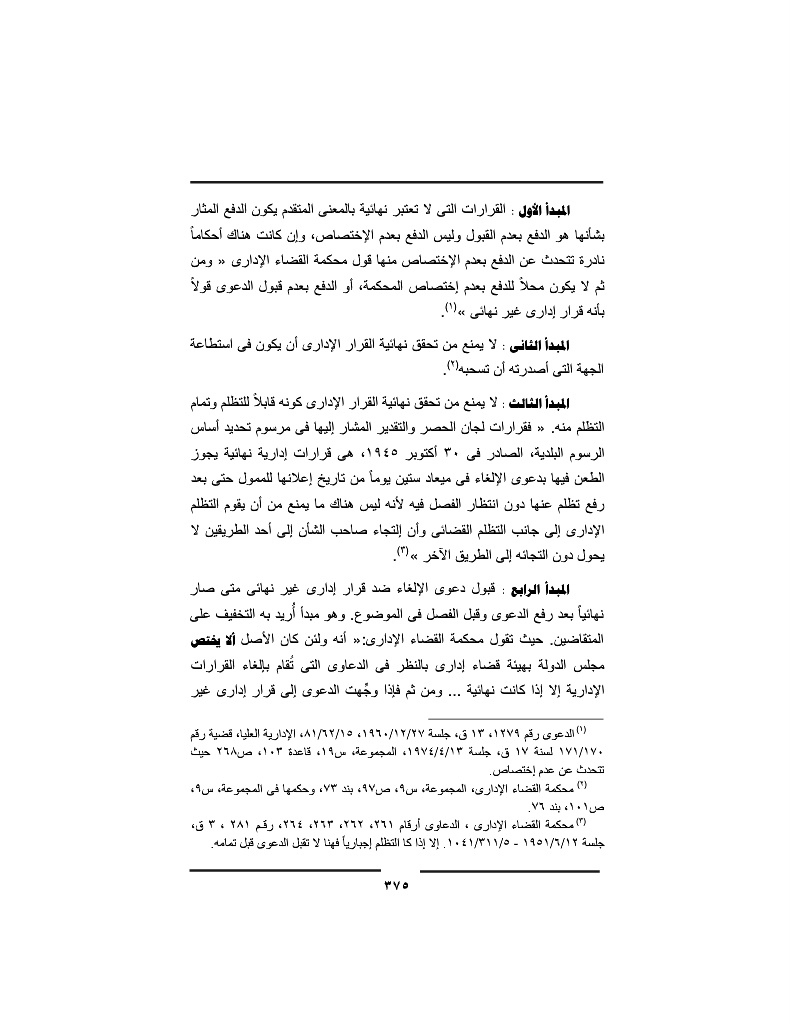 المبدأ الأول : القرارات التى لا تعتبر نهائية بالمعنى المتقدم يكون الدفع المثار
بشأنها هو الدفع بعدم القبول وليس الدفع بعدم الإختصاص، وإن كانت هناك أحكاماً
نادرة تتحدث عن الدفع بعدم الإختصاص منها قول محكمة القضاء الإدارى « ومن
ثم لا يكون محلاً للدفع بعدم إختصاص المحكمة، أو الدفع بعدم قبول الدعوى قولاً
بأنه قرار إدارى غير نهائى »(١).
المبدأ الثانى : لا يمنع من تحقق نهائية القرار الإدارى أن يكون فى استطاعة
الجهة التى أصدرته أن تسحبه(٢).
المبدأ الثالث : لا يمنع من تحقق نهائية القرار الإدارى كونه قابلاً للتظلم وتمام
التظلم منه. « فقرارات لجان الحصر والتقدير المشار إليها فى مرسوم تحديد أساس
الرسوم البلدية، الصادر فى ٣٠ أكتوبر ١٩٤٥، هى قرارات إدارية نهائية يجوز
الطعن فيها بدعوى الإلغاء فى ميعاد ستين يوماً من تاريخ إعلانها للممول حتى بعد
رفع تظلم عنها دون انتظار الفصل فيه لأنه ليس هناك ما يمنع من أن يقوم التظلم
الإدارى إلى جانب التظلم القضائى وأن إلتجاء صاحب الشأن إلى أحد الطريقين لا
يحول دون التجائه إلى الطريق الآخر »(٣).
المبدأ الرابع : قبول دعوى الإلغاء ضد قرار إدارى غير نهائى متى صار
نهائياً بعد رفع الدعوى وقبل الفصل فى الموضوع. وهو مبدأ أُريد به التخفيف على
المتقاضين. حيث تقول محكمة القضاء الإدارى:« أنه ولئن كان الأصل ألا يختص
مجلس الدولة بهيئة قضاء إدارى بالنظر فى الدعاوى التى تُقام بإلغاء القرارات
الإدارية إلا إذا كانت نهائية ... ومن ثم فإذا وجِّهت الدعوى إلى قرار إدارى غير
(١) الدعوى رقم ١٢٧٩، ١٣ ق، جلسة ١٩٦٠/١٢/٢٧، ٨١/٦٢/١٥، الإدارية العليا، قضية رقم
١٧١/١٧٠ لسنة ١٧ ق، جلسة ١٩٧٤/٤/١٣، المجموعة، س١٩، قاعدة ١٠٣، ص٢٦٨ حيث
تتحدث عن عدم إختصاص.
(٢) محكمة القضاء الإدارى، المجموعة، س٩، ص٩٧، بند ٧٣، وحكمها فى المجموعة، س٩،
ص١٠١، بند ٧٦.
(٣) محكمة القضاء الإدارى ، الدعاوى أرقام ٢٦١، ٢٦٢، ٢٦٣، ٢٦٤، رقم ٢٨١ ، ٣ ق،
جلسة ١٩٥١/٦/١٢ - ١٠٤١/٣١١/٥. إلا إذا كا التظلم إجبارياً فهنا لا تقبل الدعوى قبل تمامه.
٣٧٥